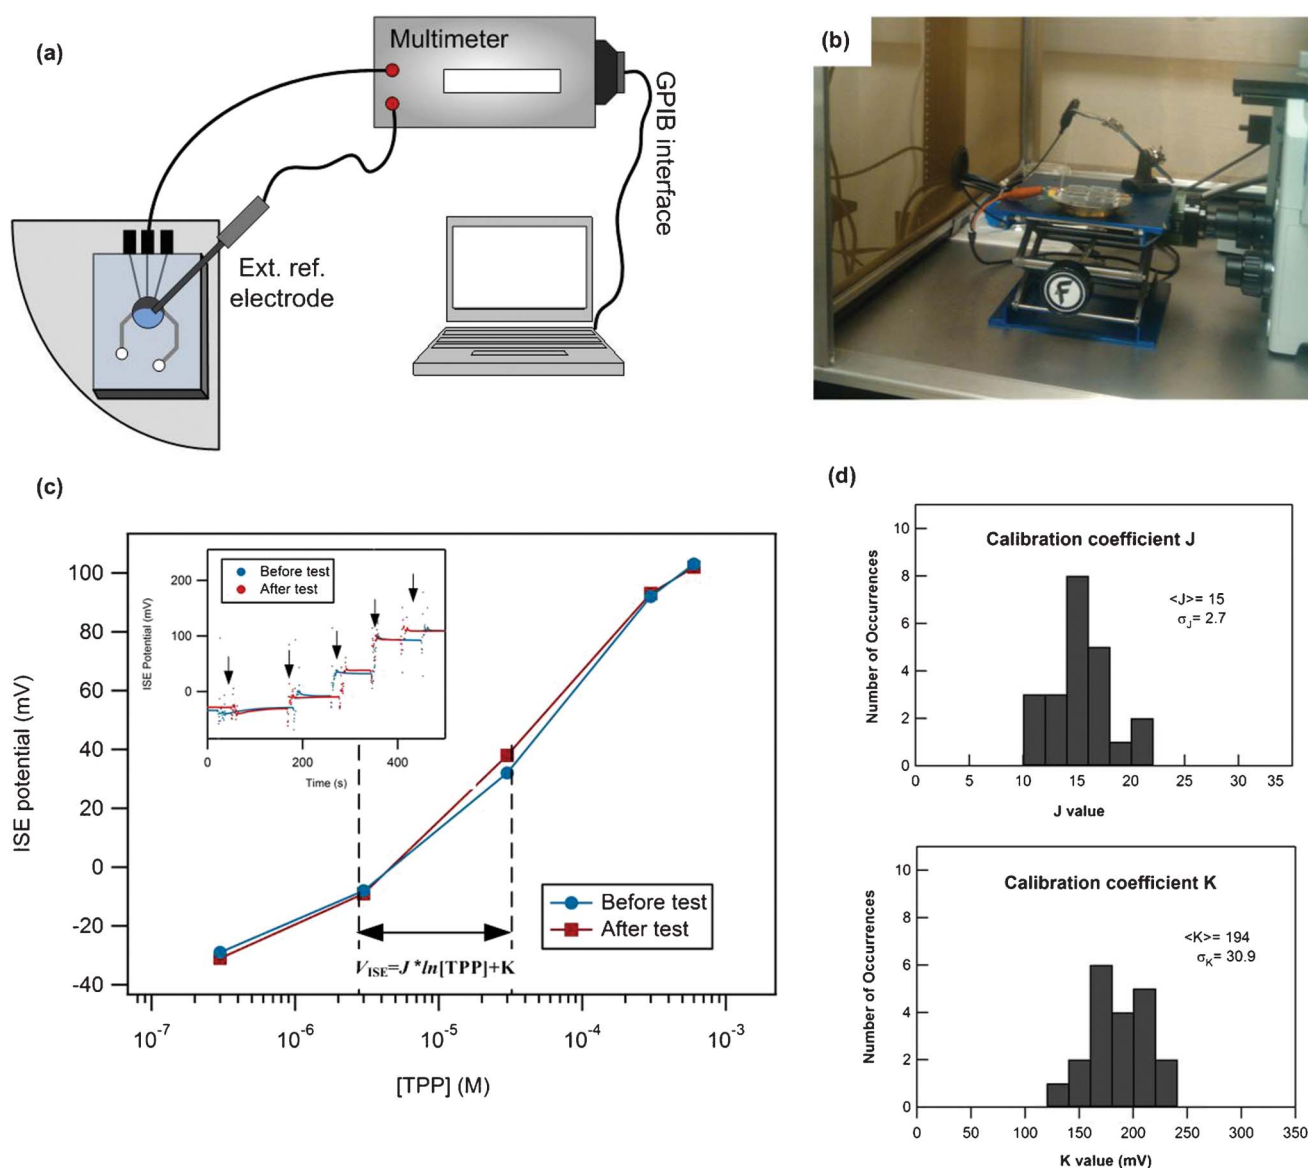 (a)
Multimeter
GPIB interface
Ext. ref.
electrode
(b)
F
(c)
ISE potential (mV)
100
80
60
40
20
0
-20
-40
10-7
10-6
10-5
10-4
10-3
[TPP] (M)
Before test
After test
VISE=J*ln[TPP]+K
ISE Potential (mV)
200
100
0
0
200
400
Time (s)
Before test
After test
(d)
Calibration coefficient J
<J>= 15
σJ= 2.7
Number of Occurrences
10
8
6
4
2
0
0
5
10
15
20
25
30
35
J value
Calibration coefficient K
<K>= 194
σK= 30.9
Number of Occurrences
10
8
6
4
2
0
0
50
100
150
200
250
300
350
K value (mV)